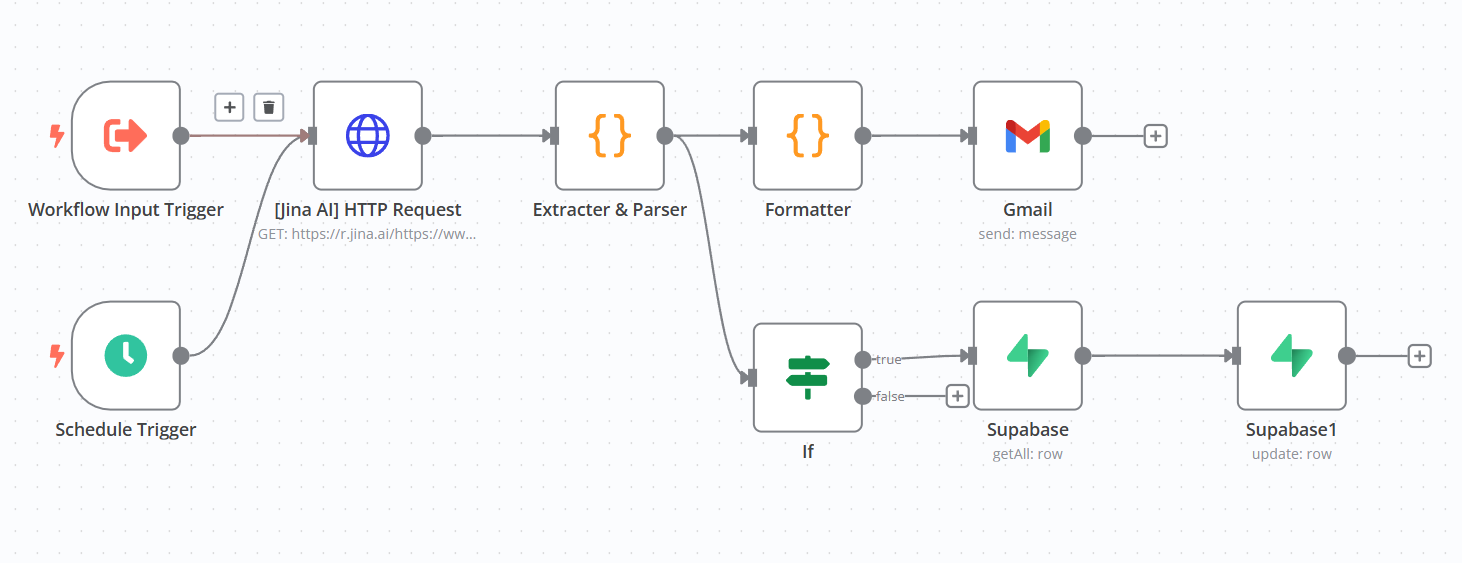 Workflow Input Trigger
[Jina AI] HTTP Request
GET: https://r.jina.ai/https://ww...
Extracter & Parser
Formatter
Gmail
send: message
Schedule Trigger
true
false
If
Supabase
getAll: row
Supabase1
update: row